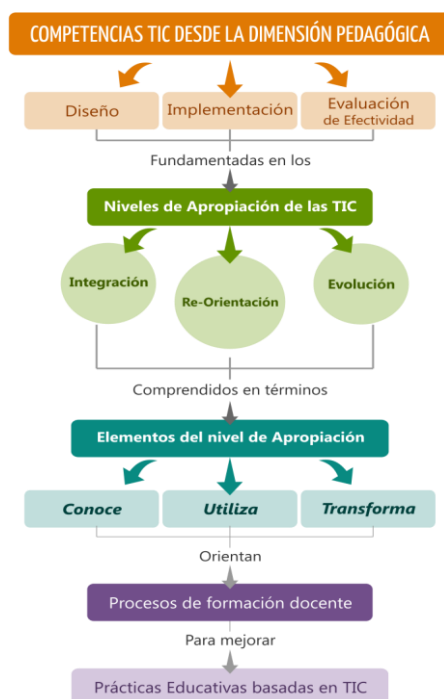 COMPETENCIAS TIC DESDE LA DIMENSIÓN PEDAGÓGICA
Diseño
Implementación
Evaluación
de Efectividad
Fundamentadas en los
Niveles de Apropiación de las TIC
Integración
Re-Orientación
Evolución
Comprendidos en términos
Elementos del nivel de Apropiación
Conoce
Utiliza
Transforma
Orientan
Procesos de formación docente
Para mejorar
Prácticas Educativas basadas en TIC